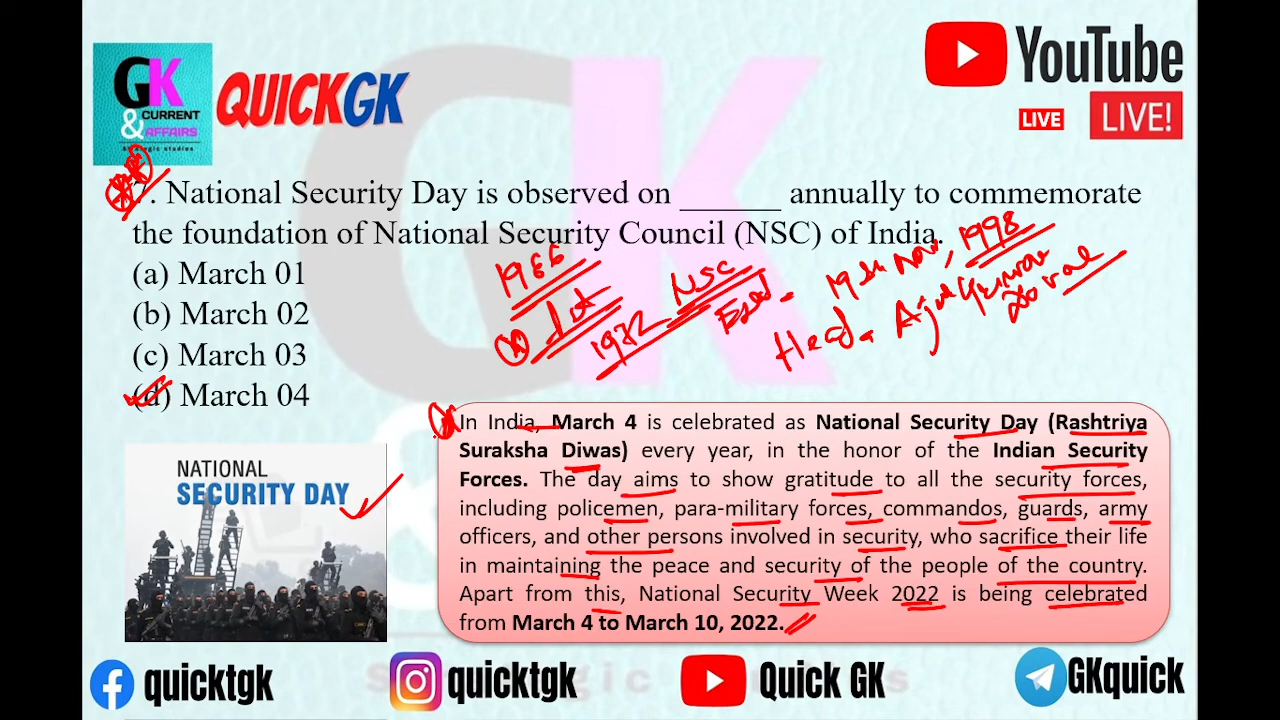 GK
CURRENT
& AFFAIRS
Strategic studies
QUICKGK
YouTube
LIVE LIVE!
7. National Security Day is observed on ______ annually to commemorate
the foundation of National Security Council (NSC) of India.
(a) March 01
(b) March 02
(c) March 03
(d) March 04
1966
1st
1972
NSC
Estd - 19th Nov, 1998
Head - Ajit Kumar
Doval
In India, March 4 is celebrated as National Security Day (Rashtriya
Suraksha Diwas) every year, in the honor of the Indian Security
Forces. The day aims to show gratitude to all the security forces,
including policemen, para-military forces, commandos, guards, army
officers, and other persons involved in security, who sacrifice their life
in maintaining the peace and security of the people of the country.
Apart from this, National Security Week 2022 is being celebrated
from March 4 to March 10, 2022.
NATIONAL
SECURITY DAY
quicktgk
quicktgk
Quick GK
GKquick